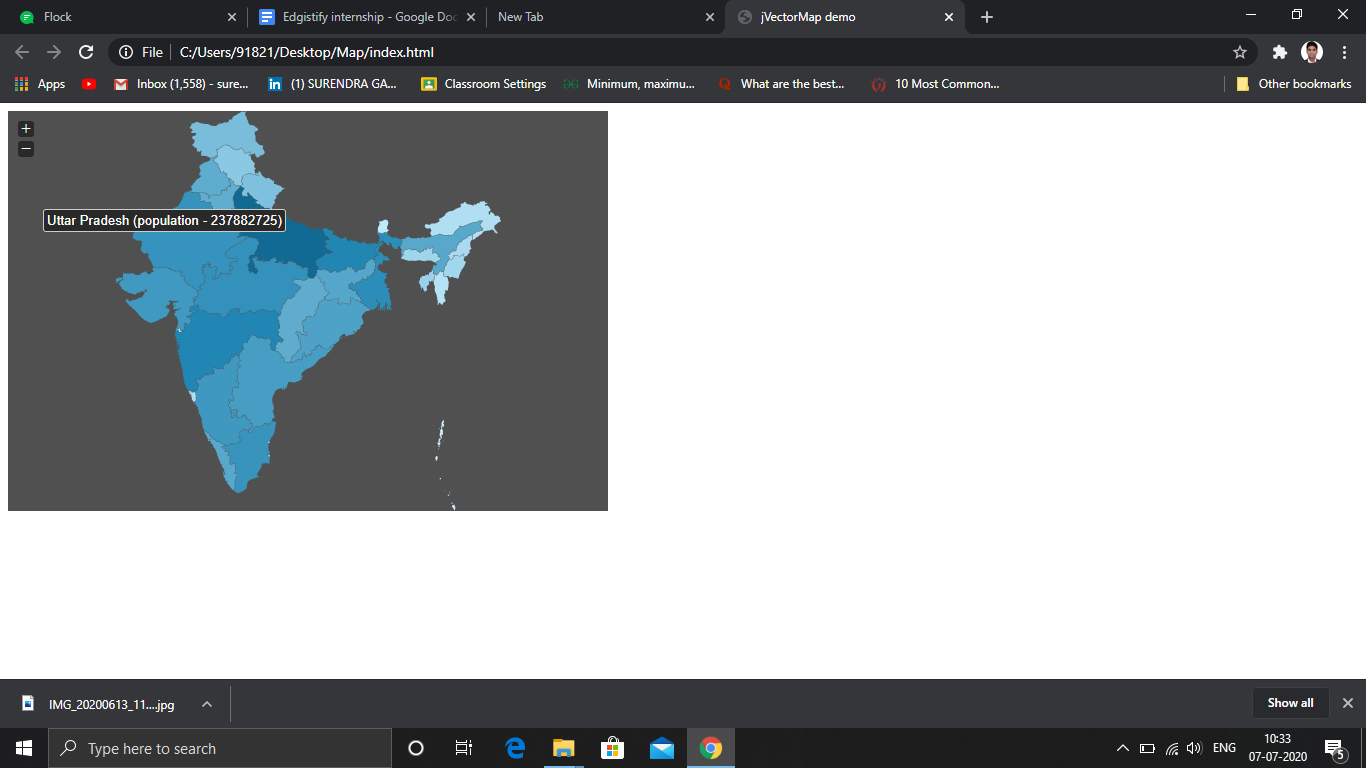 Flock
Edgistify internship - Google Doc
New Tab
jVectorMap demo
File
C:/Users/91821/Desktop/Map/index.html
Apps
Inbox (1,558) - sure...
(1) SURENDRA GA...
Classroom Settings
Minimum, maximu...
What are the best...
10 Most Common...
Other bookmarks
+
−
Uttar Pradesh (population - 237882725)
IMG_20200613_11....jpg
Show all
Type here to search
ENG
10:33
07-07-2020
5